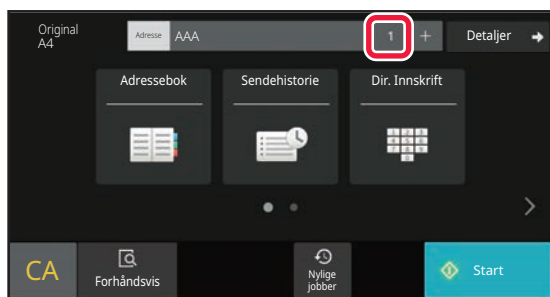 Original
A4
Adresse AAA 1 + Detaljer
Adressebok Sendehistorie Dir. Innskrift
CA Forhåndsvis Nylige jobber Start